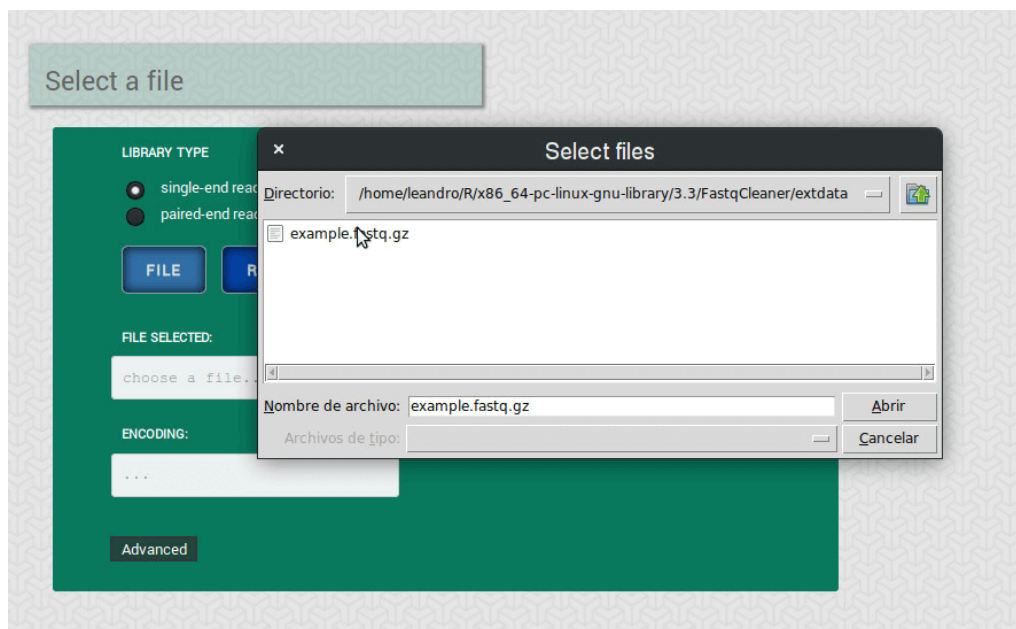 Select a file
LIBRARY TYPE
single-end read
paired-end read
FILE
R
FILE SELECTED:
choose a file..
ENCODING:
...
Advanced
Select files
Directorio: /home/leandro/R/x86_64-pc-linux-gnu-library/3.3/FastqCleaner/extdata
example.fastq.gz
Nombre de archivo: example.fastq.gz Abrir
Archivos de tipo: Cancelar